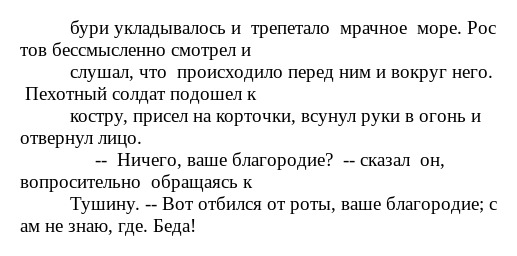 бури укладывалось и  трепетало  мрачное  море. Рос
тов бессмысленно смотрел и
слушал, что  происходило перед ним и вокруг него.
Пехотный солдат подошел к
костру, присел на корточки, всунул руки в огонь и
отвернул лицо.
--  Ничего, ваше благородие?  -- сказал  он,
вопросительно  обращаясь к
Тушину. -- Вот отбился от роты, ваше благородие; с
ам не знаю, где. Беда!